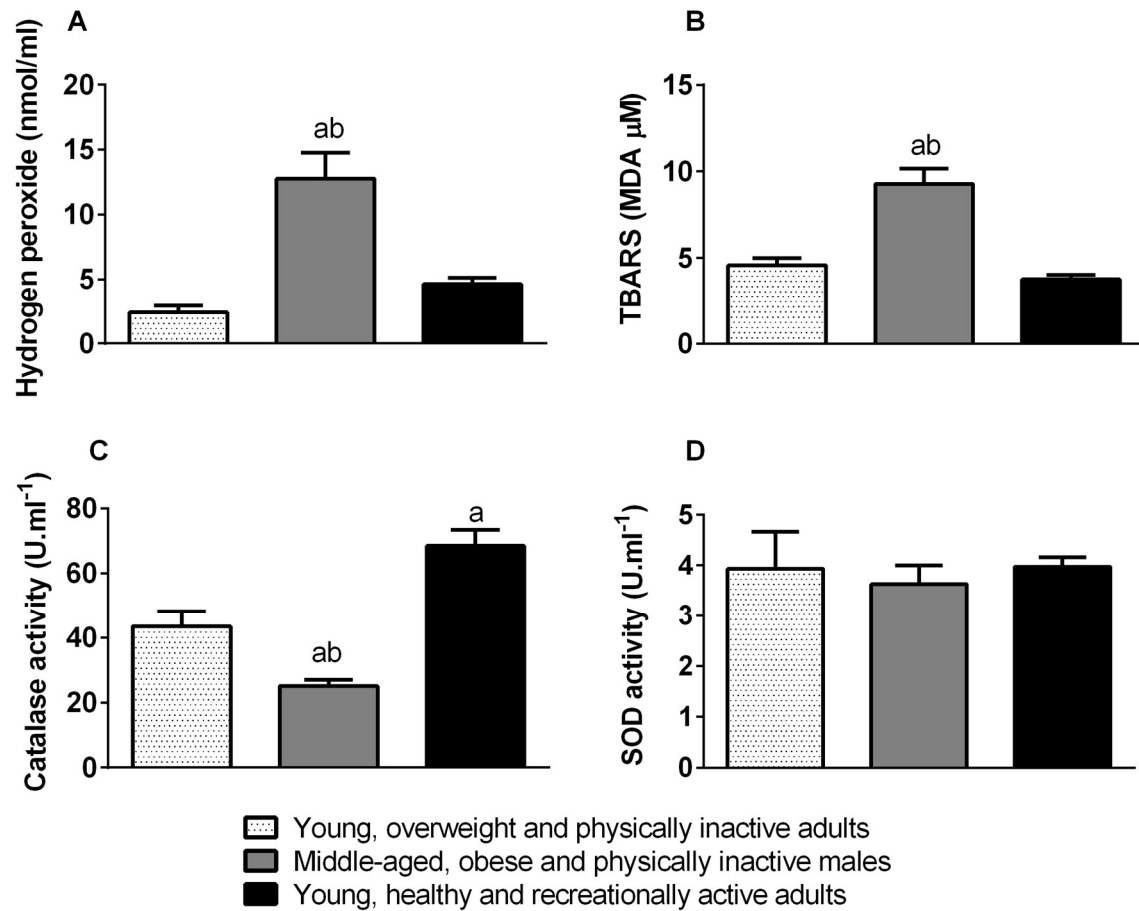 A
Hydrogen peroxide (nmol/ml)
20
15
10
5
0
ab
B
TBARS (MDA μM)
15
10
5
0
ab
C
Catalase activity (U.ml⁻¹)
80
60
40
20
0
ab
a
D
SOD activity (U.ml⁻¹)
5
4
3
2
1
0
Young, overweight and physically inactive adults
Middle-aged, obese and physically inactive males
Young, healthy and recreationally active adults